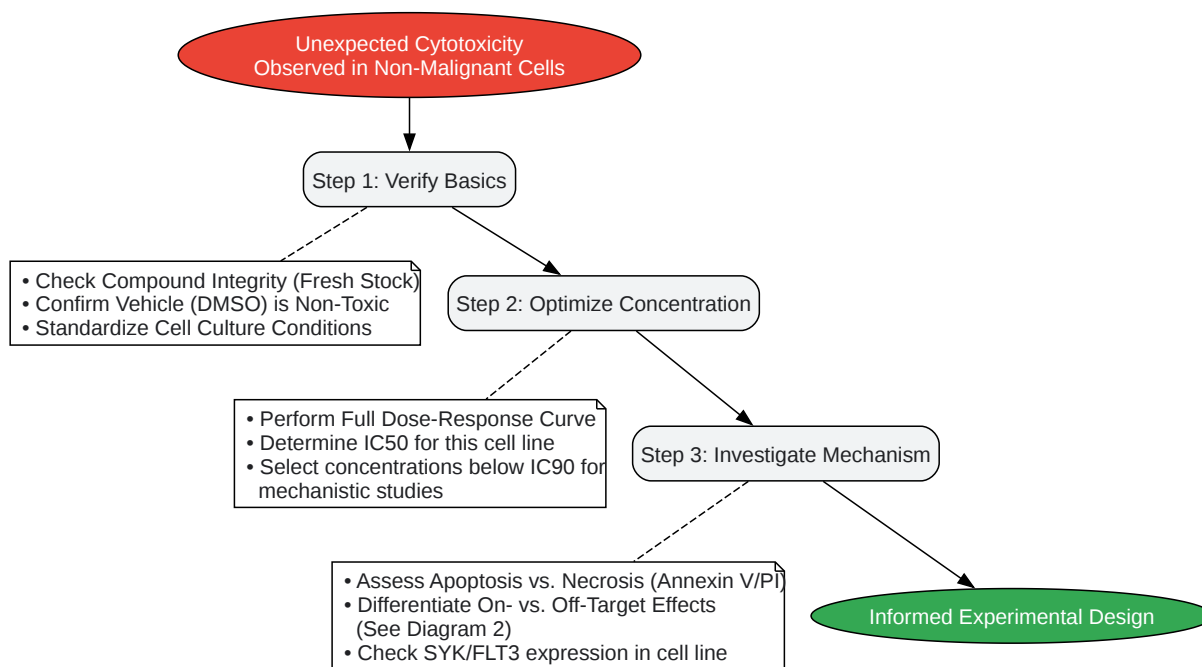 Unexpected Cytotoxicity
Observed in Non-Malignant Cells
Step 1: Verify Basics
• Check Compound Integrity (Fresh Stock)
• Confirm Vehicle (DMSO) is Non-Toxic
• Standardize Cell Culture Conditions
Step 2: Optimize Concentration
• Perform Full Dose-Response Curve
• Determine IC50 for this cell line
• Select concentrations below IC90 for
mechanistic studies
Step 3: Investigate Mechanism
• Assess Apoptosis vs. Necrosis (Annexin V/PI)
• Differentiate On- vs. Off-Target Effects
(See Diagram 2)
• Check SYK/FLT3 expression in cell line
Informed Experimental Design